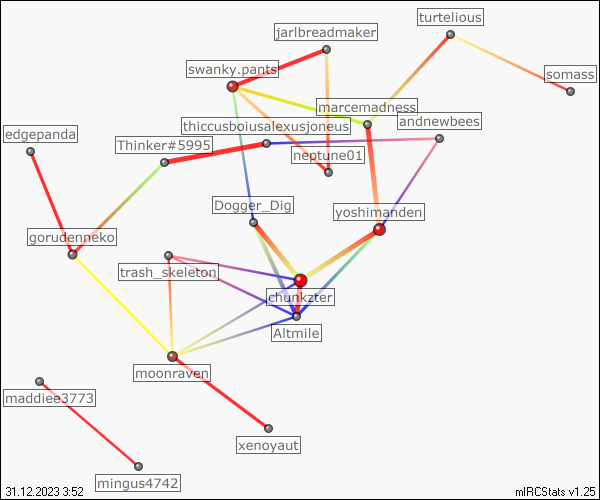 turtelious
jarlbreadmaker
swanky.pants
somass
marcemadness
andnewbees
thiccusboiusalexusjoneus
edgepanda
Thinker#5995
neptune01
Dogger_Dig
yoshimanden
gorudenneko
trash_skeleton
chunkzter
Altmile
moonraven
maddiee3773
xenoyaut
mingus4742
31.12.2023 3:52
mIRCStats v1.25